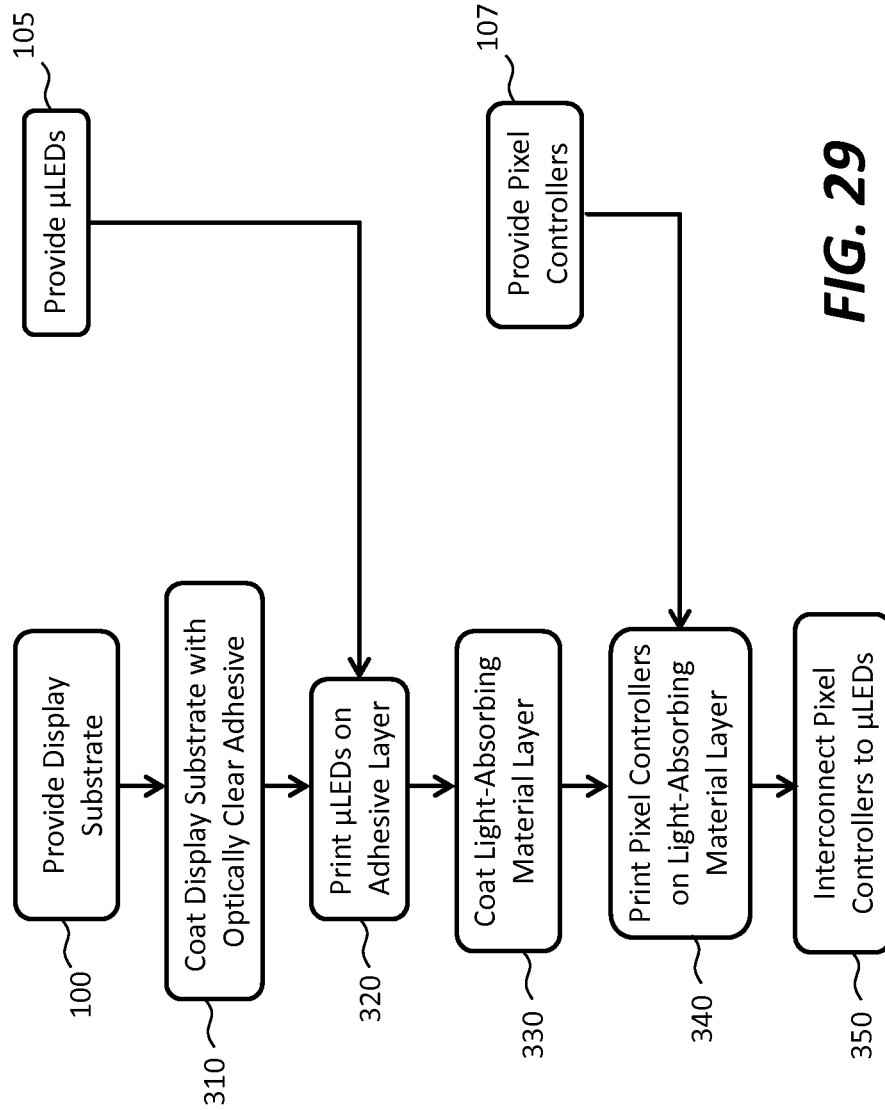 100
Provide Display
Substrate
105
Provide µLEDs
310
Coat Display Substrate with
Optically Clear Adhesive
320
Print µLEDs on
Adhesive Layer
330
Coat Light-Absorbing
Material Layer
107
Provide Pixel
Controllers
340
Print Pixel Controllers
on Light-Absorbing
Material Layer
350
Interconnect Pixel
Controllers to µLEDs
FIG. 29